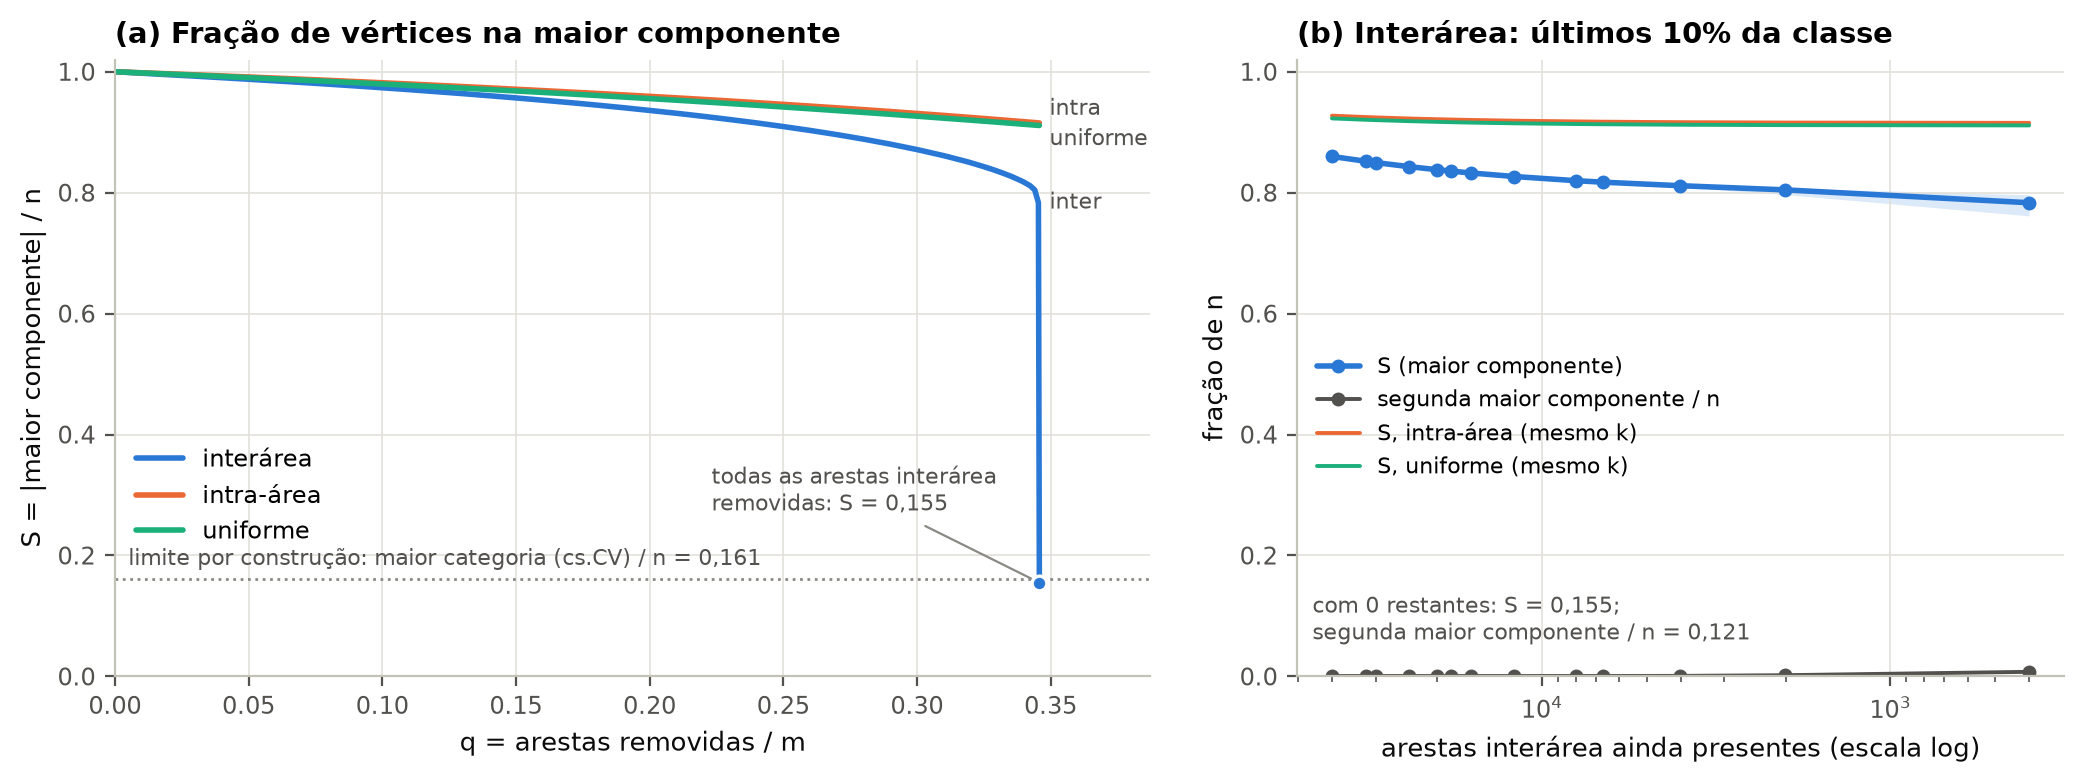 (a) Fração de vértices na maior componente
S = |maior componente| / n
1.0
0.8
0.6
0.4
0.2
0.0
intra
uniforme
inter
interárea
intra-área
uniforme
todas as arestas interárea
removidas: S = 0,155
limite por construção: maior categoria (cs.CV) / n = 0,161
0.00 0.05 0.10 0.15 0.20 0.25 0.30 0.35
q = arestas removidas / m
(b) Interárea: últimos 10% da classe
fração de n
1.0
0.8
0.6
0.4
0.2
0.0
S (maior componente)
segunda maior componente / n
S, intra-área (mesmo k)
S, uniforme (mesmo k)
com 0 restantes: S = 0,155;
segunda maior componente / n = 0,121
10⁴ 10³
arestas interárea ainda presentes (escala log)